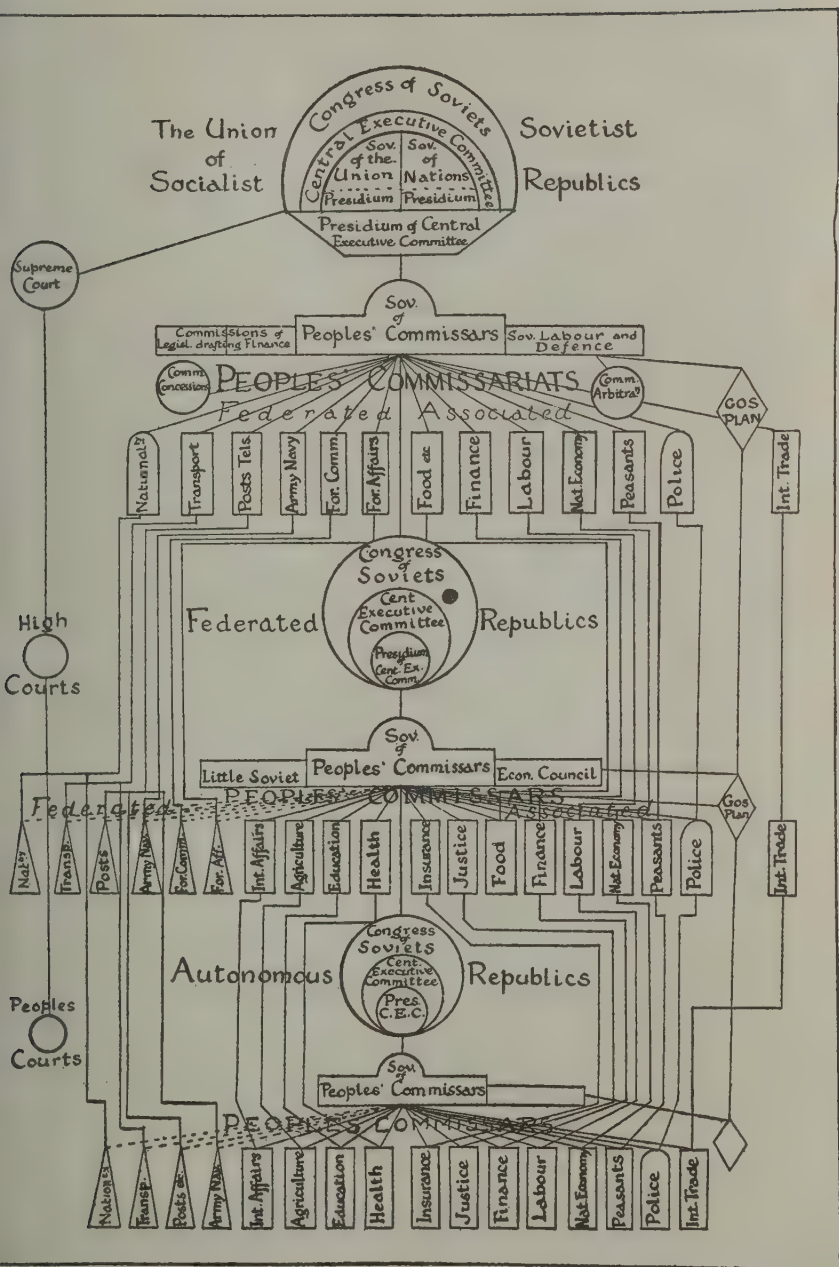 Congress of Soviets
Central Executive Committee
The Union
of
Socialist
Sov.
of the
Union
Presidium
Sov.
of
Nations
Presidium
Sovietist
Republics
Presidium of Central
Executive Committee
Supreme
Court
Sov.
of
Peoples' Commissars
Commissions of
Legisl. drafting Finance
Sov. Labour and
Defence
Comm.
Concessions
PEOPLES' COMMISSARIATS
Comm.
Arbitra?
Federated Associated
GOS
PLAN
National?
Transport
Posts Tels.
Army Navy
For. Comm.
For. Affairs
Food etc
Finance
Labour
Nat. Economy
Peasants
Police
Int. Trade
Congress
of
Soviets
Cent
Executive
Committee
Presidium
of
Cent. Ex.
Comm.
Federated
Republics
High
Courts
Sov.
of
Peoples' Commissars
Little Soviet
Econ. Council
PEOPLES' COMMISSARS
Federated
Associated
Gos
Plan
Nat?
Transp.
Posts
Army Nav.
For. Comm.
For. Aff.
Int. Affairs
Agriculture
Education
Health
Insurance
Justice
Food
Finance
Labour
Nat Economy
Peasants
Police
Int. Trade
Congress
of
Soviets
Cent.
Executive
Committee
Pres.
C.E.C.
Autonomous
Republics
Peoples
Courts
Sov.
of
Peoples' Commissars
PEOPLES COMMISSARS
Transp.
Posts etc
Army Nav.
Int. Affairs
Agriculture
Education
Health
Insurance
Justice
Finance
Labour
Nat Economy
Peasants
Police
Int. Trade